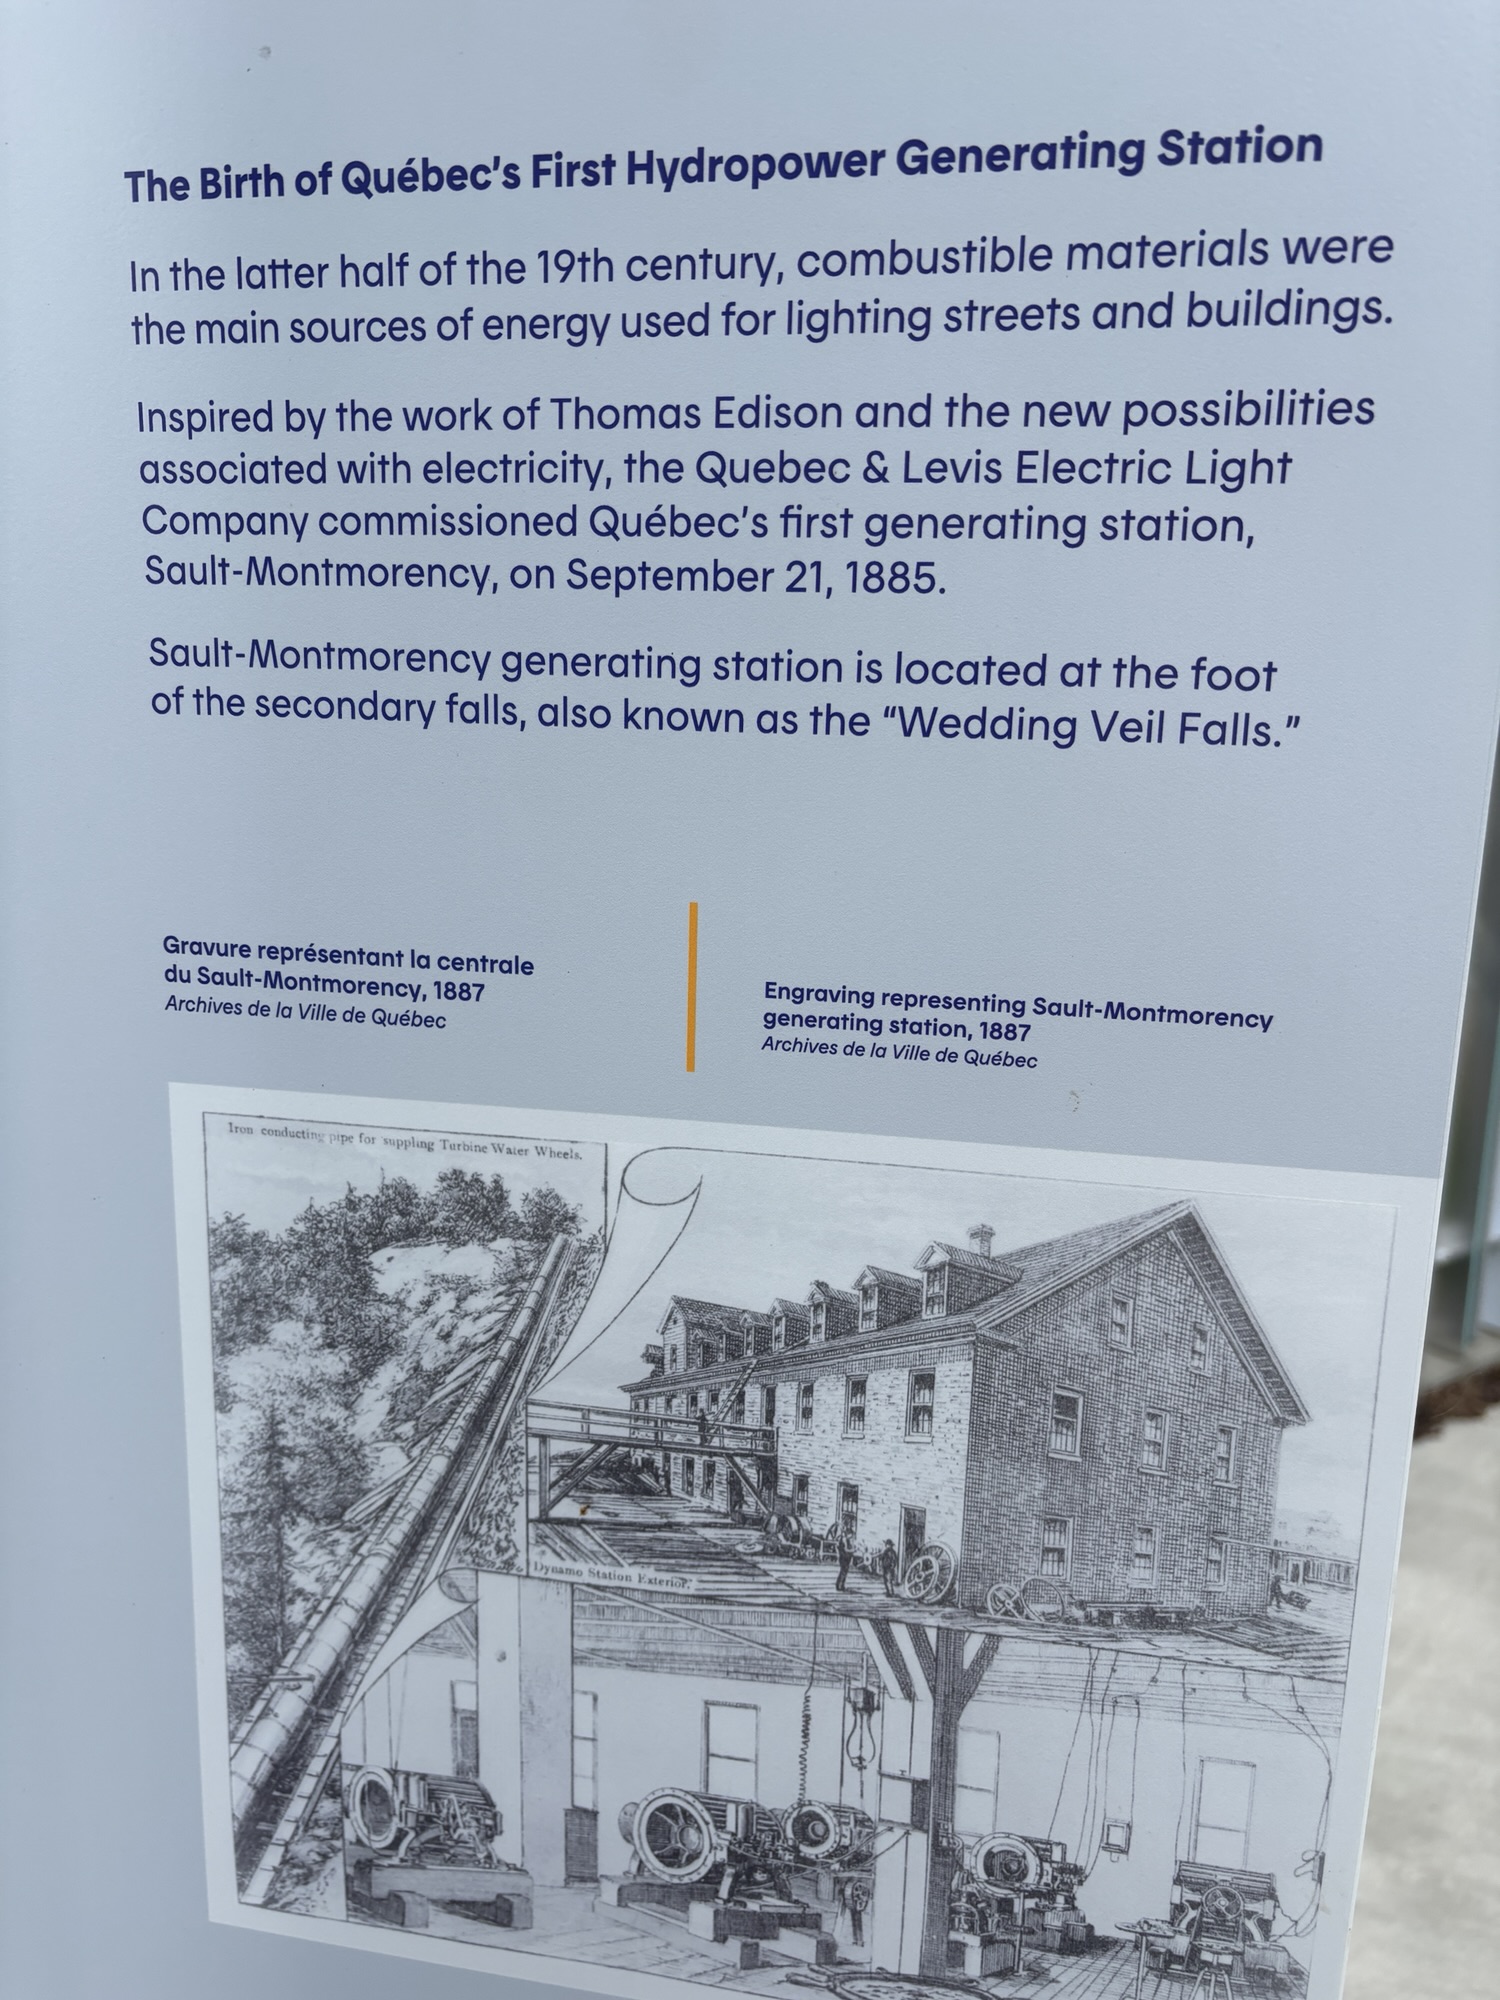 The Birth of Québec's First Hydropower Generating Station
In the latter half of the 19th century, combustible materials were
the main sources of energy used for lighting streets and buildings.
Inspired by the work of Thomas Edison and the new possibilities
associated with electricity, the Quebec & Levis Electric Light
Company commissioned Québec's first generating station,
Sault-Montmorency, on September 21, 1885.
Sault-Montmorency generating station is located at the foot
of the secondary falls, also known as the “Wedding Veil Falls.”
Gravure représentant la centrale
du Sault-Montmorency, 1887
Archives de la Ville de Québec
Engraving representing Sault-Montmorency
generating station, 1887
Archives de la Ville de Québec
Iron conducting pipe for suppling Turbine Water Wheels.
Dynamo Station Exterior.